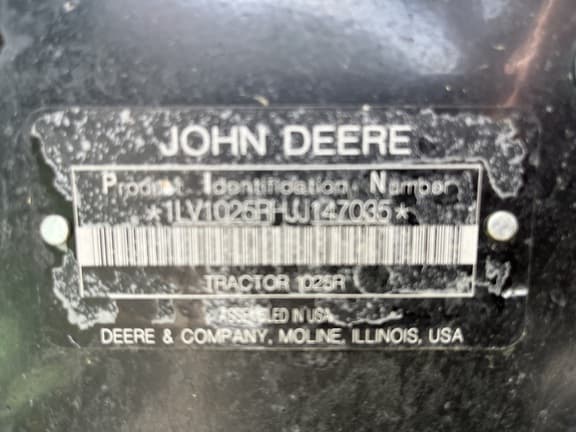 JOHN DEERE
Product Identification Number
*1LV1025RHJJ147035*
TRACTOR 1025R
ASSEMBLED IN USA
DEERE & COMPANY, MOLINE, ILLINOIS, USA